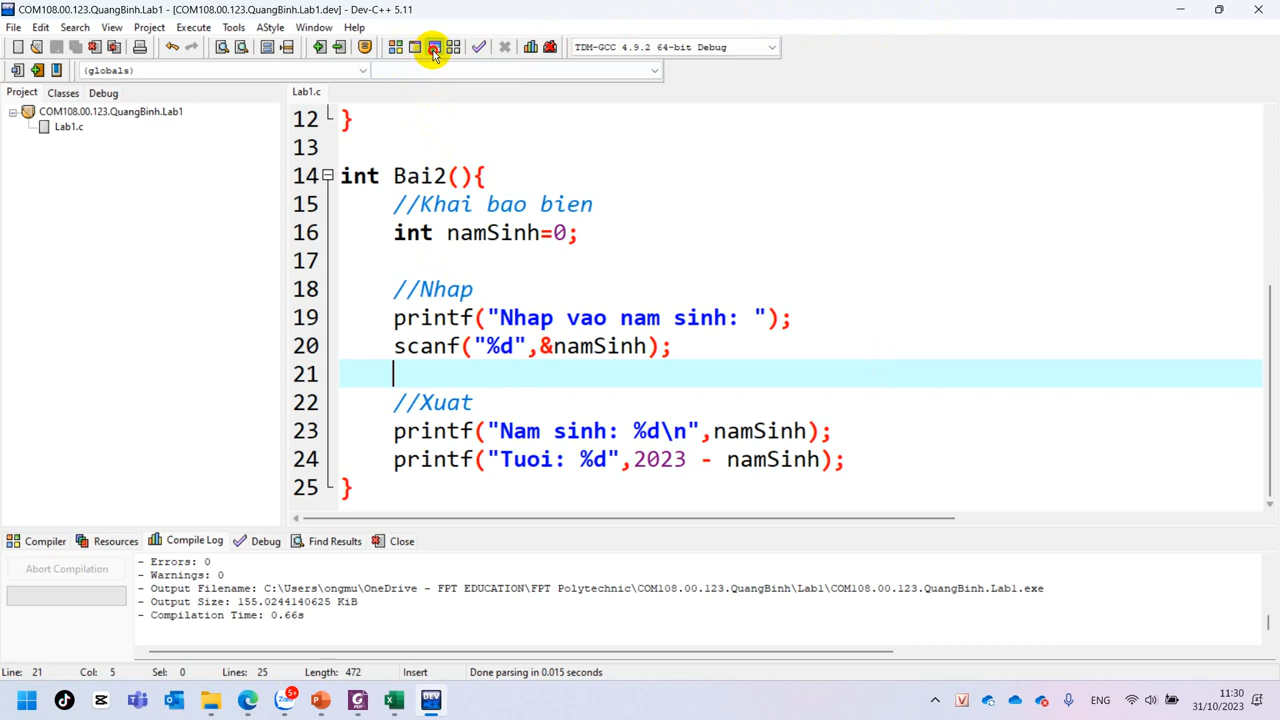 COM108.00.123.QuangBinh.Lab1 - [COM108.00.123.QuangBinh.Lab1.dev] - Dev-C++ 5.11
File Edit Search View Project Execute Tools AStyle Window Help
TDM-GCC 4.9.2 64-bit Debug
(globals)
Project Classes Debug
Lab1.c
COM108.00.123.QuangBinh.Lab1
Lab1.c
12 }
13
14 int Bai2(){
15 //Khai bao bien
16 int namSinh=0;
17
18 //Nhap
19 printf("Nhap vao nam sinh: ");
20 scanf("%d",&namSinh);
21
22 //Xuat
23 printf("Nam sinh: %d\n",namSinh);
24 printf("Tuoi: %d",2023 - namSinh);
25 }
Compiler Resources Compile Log Debug Find Results Close
Abort Compilation
- Errors: 0
- Warnings: 0
- Output Filename: C:\Users\ongmu\OneDrive - FPT EDUCATION\FPT Polytechnic\COM108.00.123.QuangBinh\Lab1\COM108.00.123.QuangBinh.Lab1.exe
- Output Size: 155.0244140625 KiB
- Compilation Time: 0.66s
Line: 21 Col: 5 Sel: 0 Lines: 25 Length: 472 Insert Done parsing in 0.015 seconds
5+
DEV
V
ENG
11:30
31/10/2023